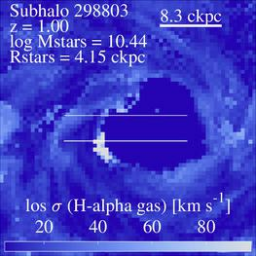 Subhalo 298803
8.3 ckpc
z = 1.00
log Mstars = 10.44
Rstars = 4.15 ckpc
los σ (H-alpha gas) [km s⁻¹]
20 40 60 80